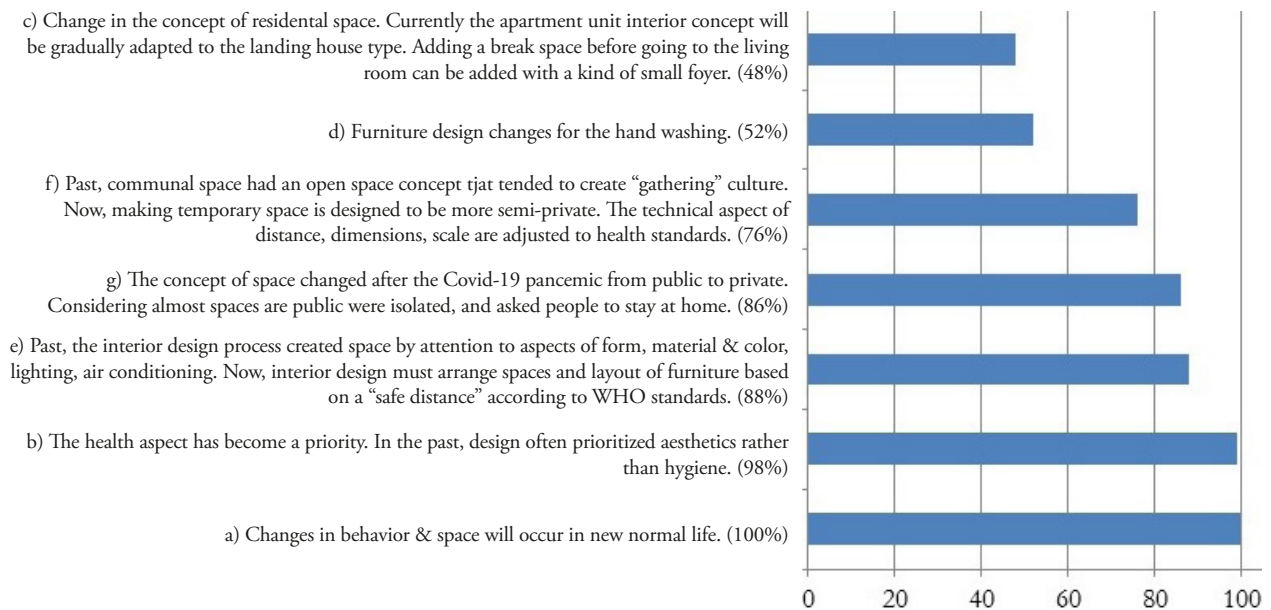 c) Change in the concept of residental space. Currently the apartment unit interior concept will
be gradually adapted to the landing house type. Adding a break space before going to the living
room can be added with a kind of small foyer. (48%)
d) Furniture design changes for the hand washing. (52%)
f) Past, communal space had an open space concept tjat tended to create “gathering” culture.
Now, making temporary space is designed to be more semi-private. The technical aspect of
distance, dimensions, scale are adjusted to health standards. (76%)
g) The concept of space changed after the Covid-19 pancemic from public to private.
Considering almost spaces are public were isolated, and asked people to stay at home. (86%)
e) Past, the interior design process created space by attention to aspects of form, material & color,
lighting, air conditioning. Now, interior design must arrange spaces and layout of furniture based
on a “safe distance” according to WHO standards. (88%)
b) The health aspect has become a priority. In the past, design often prioritized aesthetics rather
than hygiene. (98%)
a) Changes in behavior & space will occur in new normal life. (100%)
0 20 40 60 80 100